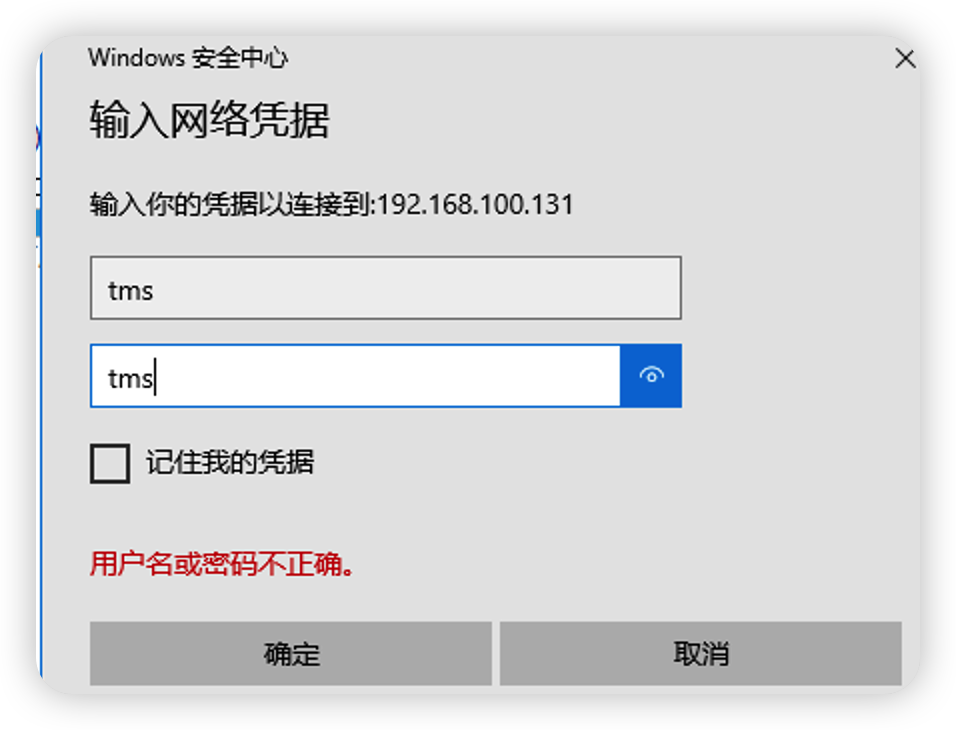 Windows 安全中心
输入网络凭据
输入你的凭据以连接到:192.168.100.131
tms
tms
记住我的凭据
用户名或密码不正确。
确定
取消